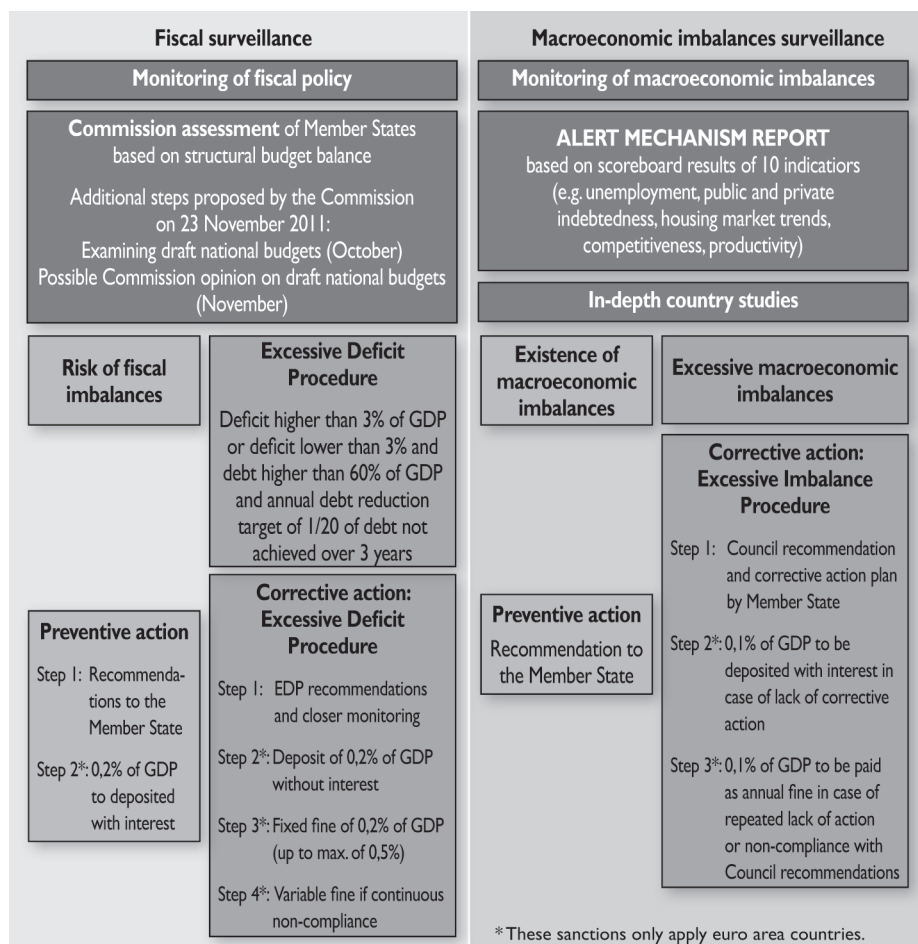 Fiscal surveillance
Monitoring of fiscal policy
Commission assessment of Member States
based on structural budget balance
Additional steps proposed by the Commission
on 23 November 2011:
Examining draft national budgets (October)
Possible Commission opinion on draft national budgets
(November)
Risk of fiscal
imbalances
Excessive Deficit
Procedure
Deficit higher than 3% of GDP
or deficit lower than 3% and
debt higher than 60% of GDP
and annual debt reduction
target of 1/20 of debt not
achieved over 3 years
Preventive action
Step 1: Recommenda-
tions to the
Member State
Step 2*: 0,2% of GDP
to deposited
with interest
Corrective action:
Excessive Deficit
Procedure
Step 1: EDP recommendations
and closer monitoring
Step 2*: Deposit of 0,2% of GDP
without interest
Step 3*: Fixed fine of 0,2% of GDP
(up to max. of 0,5%)
Step 4*: Variable fine if continuous
non-compliance
Macroeconomic imbalances surveillance
Monitoring of macroeconomic imbalances
ALERT MECHANISM REPORT
based on scoreboard results of 10 indicatiors
(e.g. unemployment, public and private
indebtedness, housing market trends,
competitiveness, productivity)
In-depth country studies
Existence of
macroeconomic
imbalances
Excessive macroeconomic
imbalances
Preventive action
Recommendation to
the Member State
Corrective action:
Excessive Imbalance
Procedure
Step 1: Council recommendation
and corrective action plan
by Member State
Step 2*: 0,1% of GDP to be
deposited with interest in
case of lack of corrective
action
Step 3*: 0,1% of GDP to be paid
as annual fine in case of
repeated lack of action
or non-compliance with
Council recommendations
* These sanctions only apply euro area countries.